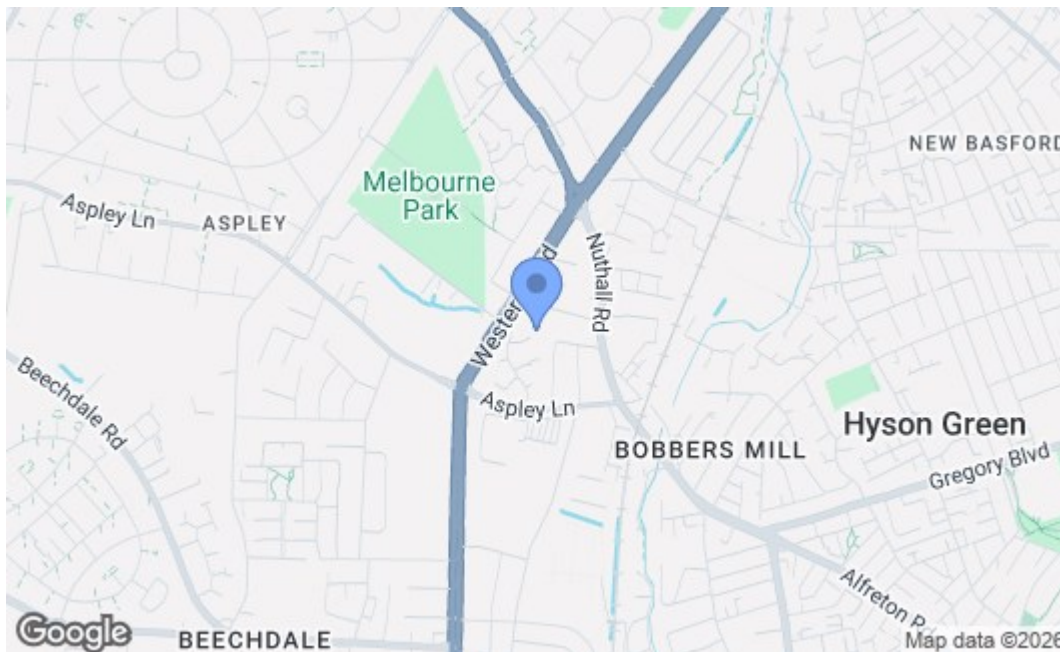 NEW BASFORD
Melbourne
Park
Aspley Ln
ASPLEY
Nuthall Rd
Western
d
Beechdale Rd
Aspley Ln
Hyson Green
BOBBERS MILL
Gregory Blvd
Alfreton R
Google
BEECHDALE
Map data ©2026